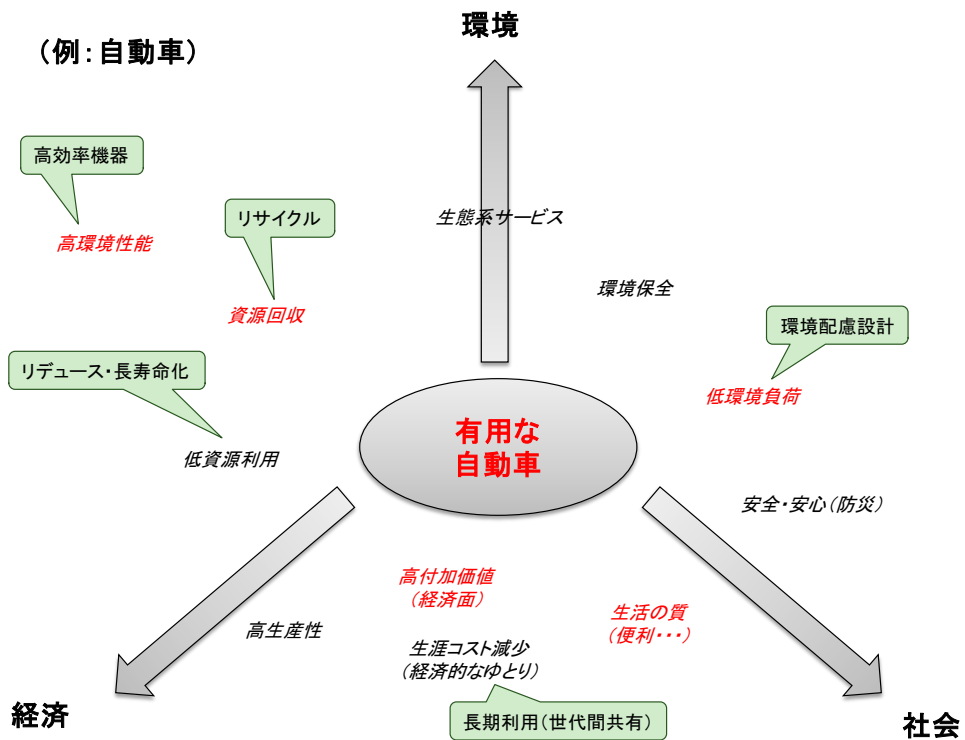 環境
（例：自動車）
高効率機器
高環境性能
リサイクル
資源回収
生態系サービス
環境保全
環境配慮設計
低環境負荷
リデュース・長寿命化
低資源利用
有用な
自動車
安全・安心（防災）
高付加価値
（経済面）
高生産性
生涯コスト減少
（経済的なゆとり）
生活の質
（便利・・・）
長期利用（世代間共有）
経済
社会